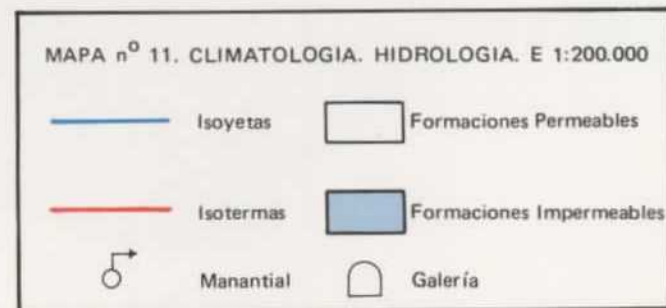 MAPA nº 11. CLIMATOLOGIA. HIDROLOGIA. E 1:200.000
Isoyetas
Formaciones Permeables
Isotermas
Formaciones Impermeables
Manantial
Galería